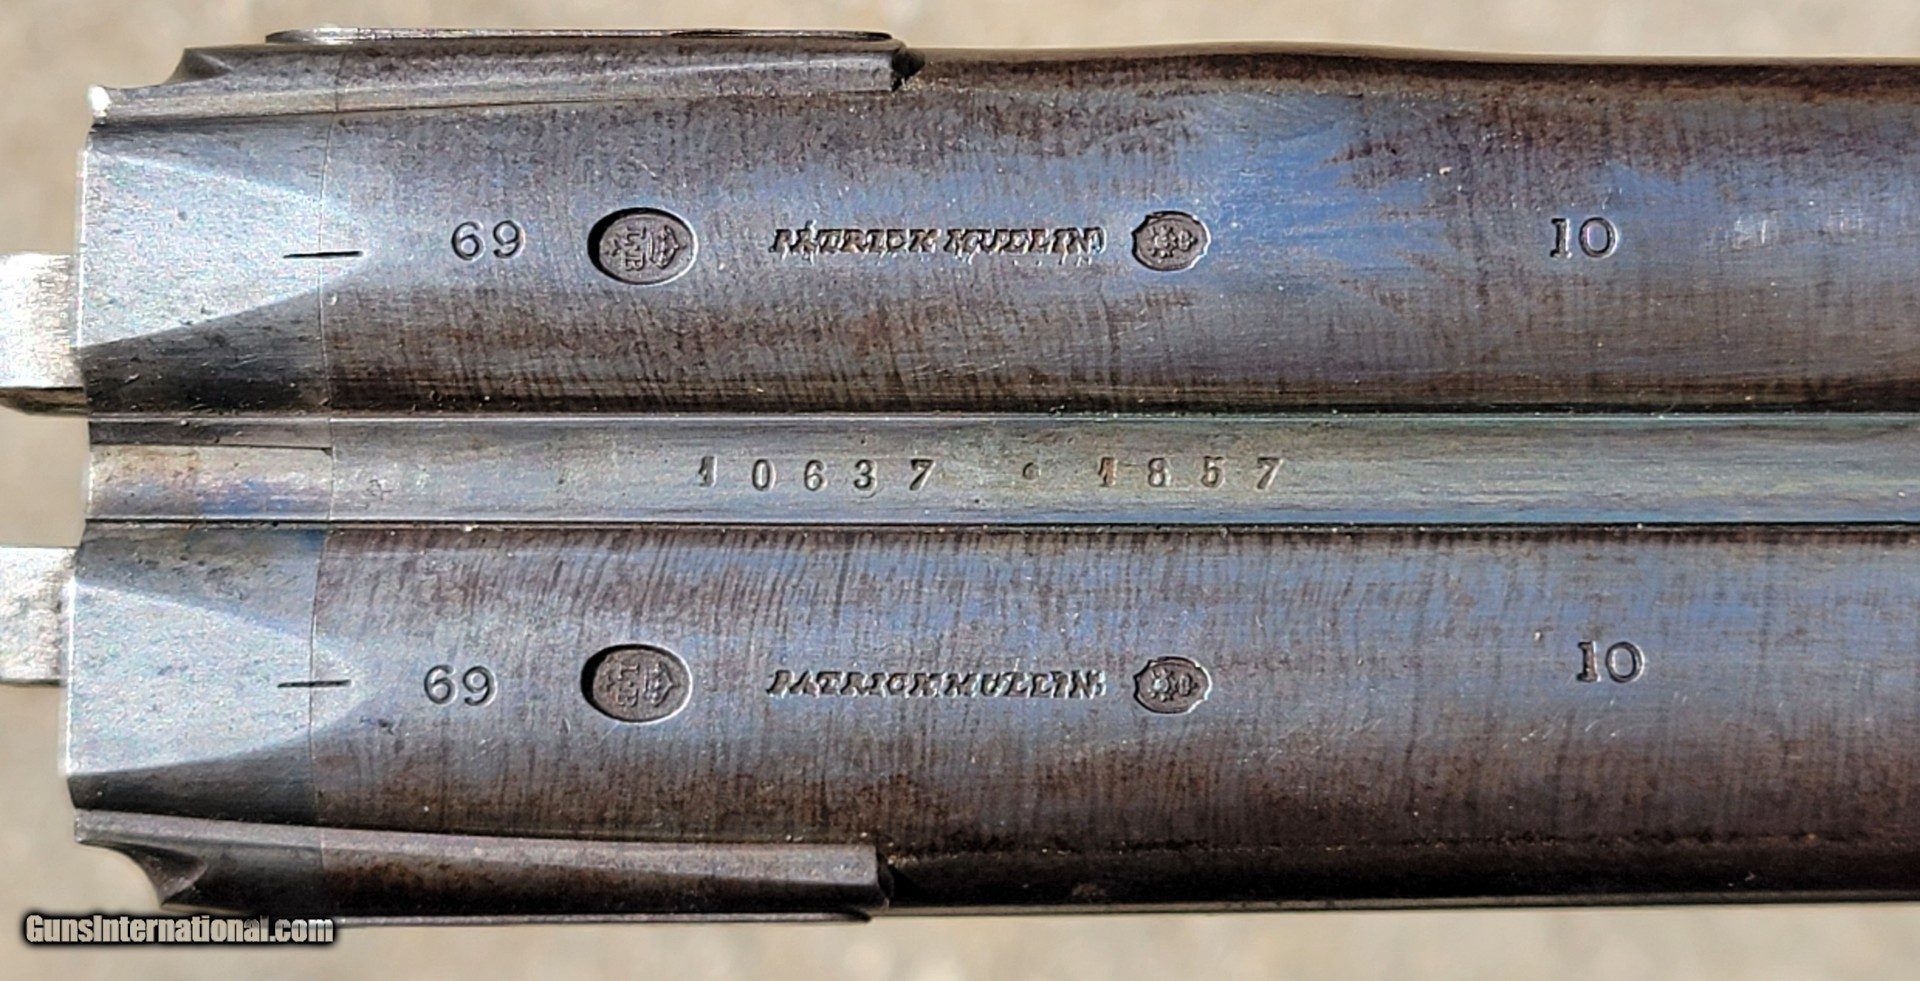 69 PATRICK MULLIN 10
10637 • 1857
69 PATRICK MULLIN 10
GunsInternational.com